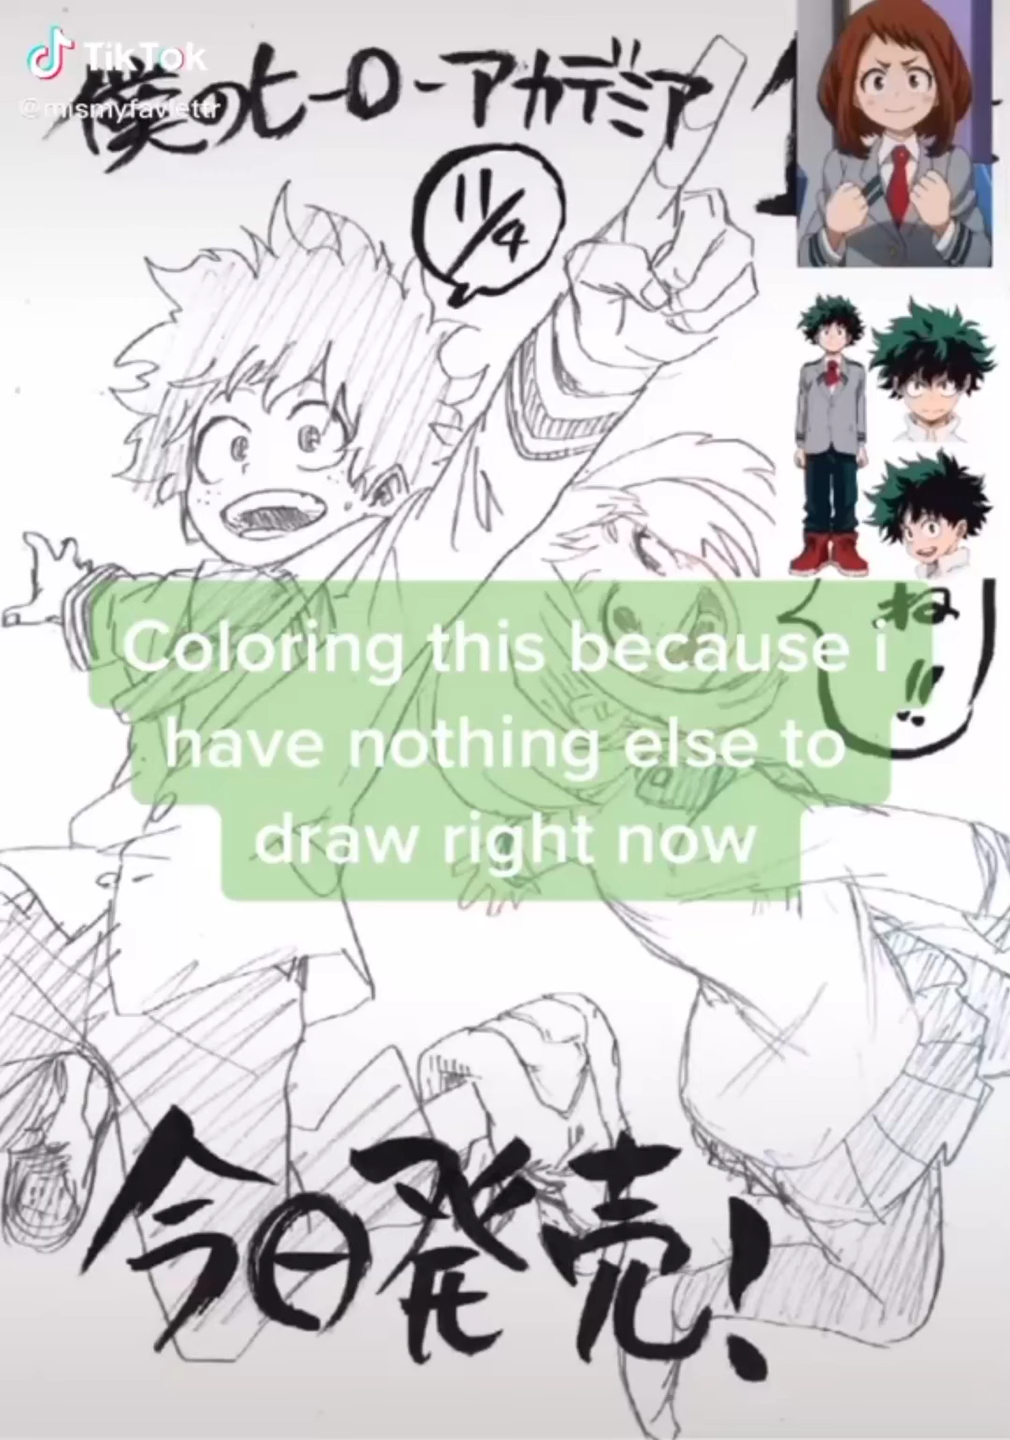 TikTok
@mismyfaviettr
僕のヒーローアカデミア
11/4
Coloring this because i
have nothing else to
draw right now
ね
!!
今日発売!